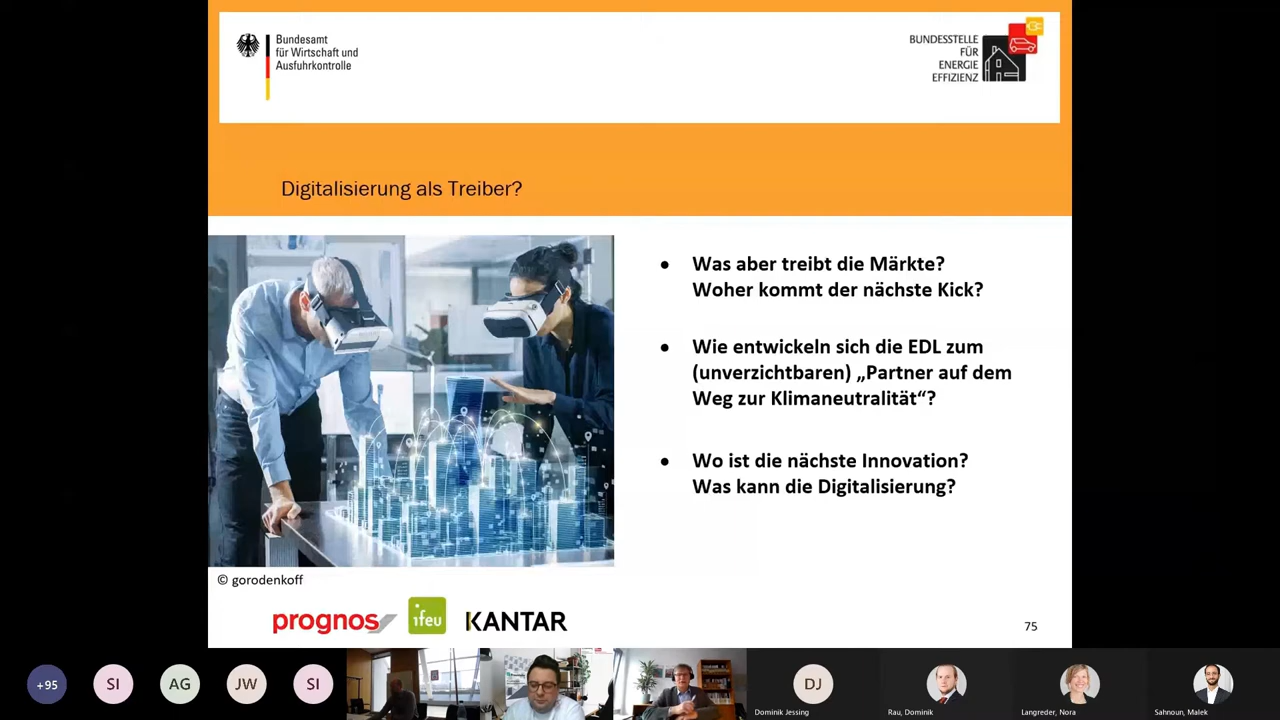 Bundesamt
für Wirtschaft und
Ausfuhrkontrolle
BUNDESSTELLE
FÜR
ENERGIE
EFFIZIENZ
Digitalisierung als Treiber?
• Was aber treibt die Märkte?
Woher kommt der nächste Kick?
• Wie entwickeln sich die EDL zum
(unverzichtbaren) „Partner auf dem
Weg zur Klimaneutralität“?
• Wo ist die nächste Innovation?
Was kann die Digitalisierung?
© gorodenkoff
prognos
ifeu
KANTAR
75
+95
SI
AG
JW
SI
DJ
Dominik Jessing
Rau, Dominik
Langreder, Nora
Sahnoun, Malek